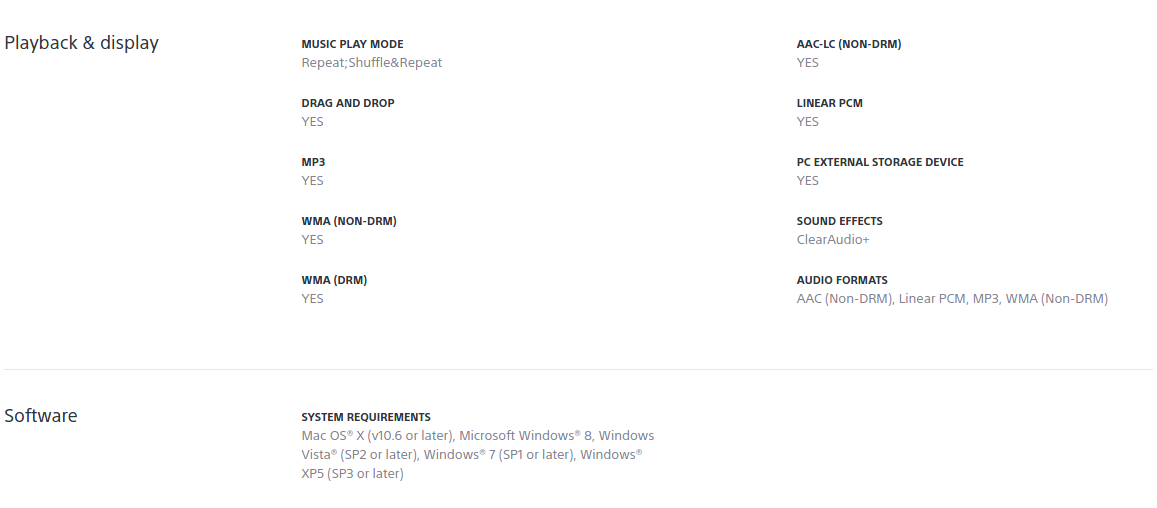 Playback & display
MUSIC PLAY MODE
Repeat;Shuffle&Repeat
DRAG AND DROP
YES
MP3
YES
WMA (NON-DRM)
YES
WMA (DRM)
YES
AAC-LC (NON-DRM)
YES
LINEAR PCM
YES
PC EXTERNAL STORAGE DEVICE
YES
SOUND EFFECTS
ClearAudio+
AUDIO FORMATS
AAC (Non-DRM), Linear PCM, MP3, WMA (Non-DRM)
Software
SYSTEM REQUIREMENTS
Mac OS® X (v10.6 or later), Microsoft Windows® 8, Windows
Vista® (SP2 or later), Windows® 7 (SP1 or later), Windows®
XP5 (SP3 or later)